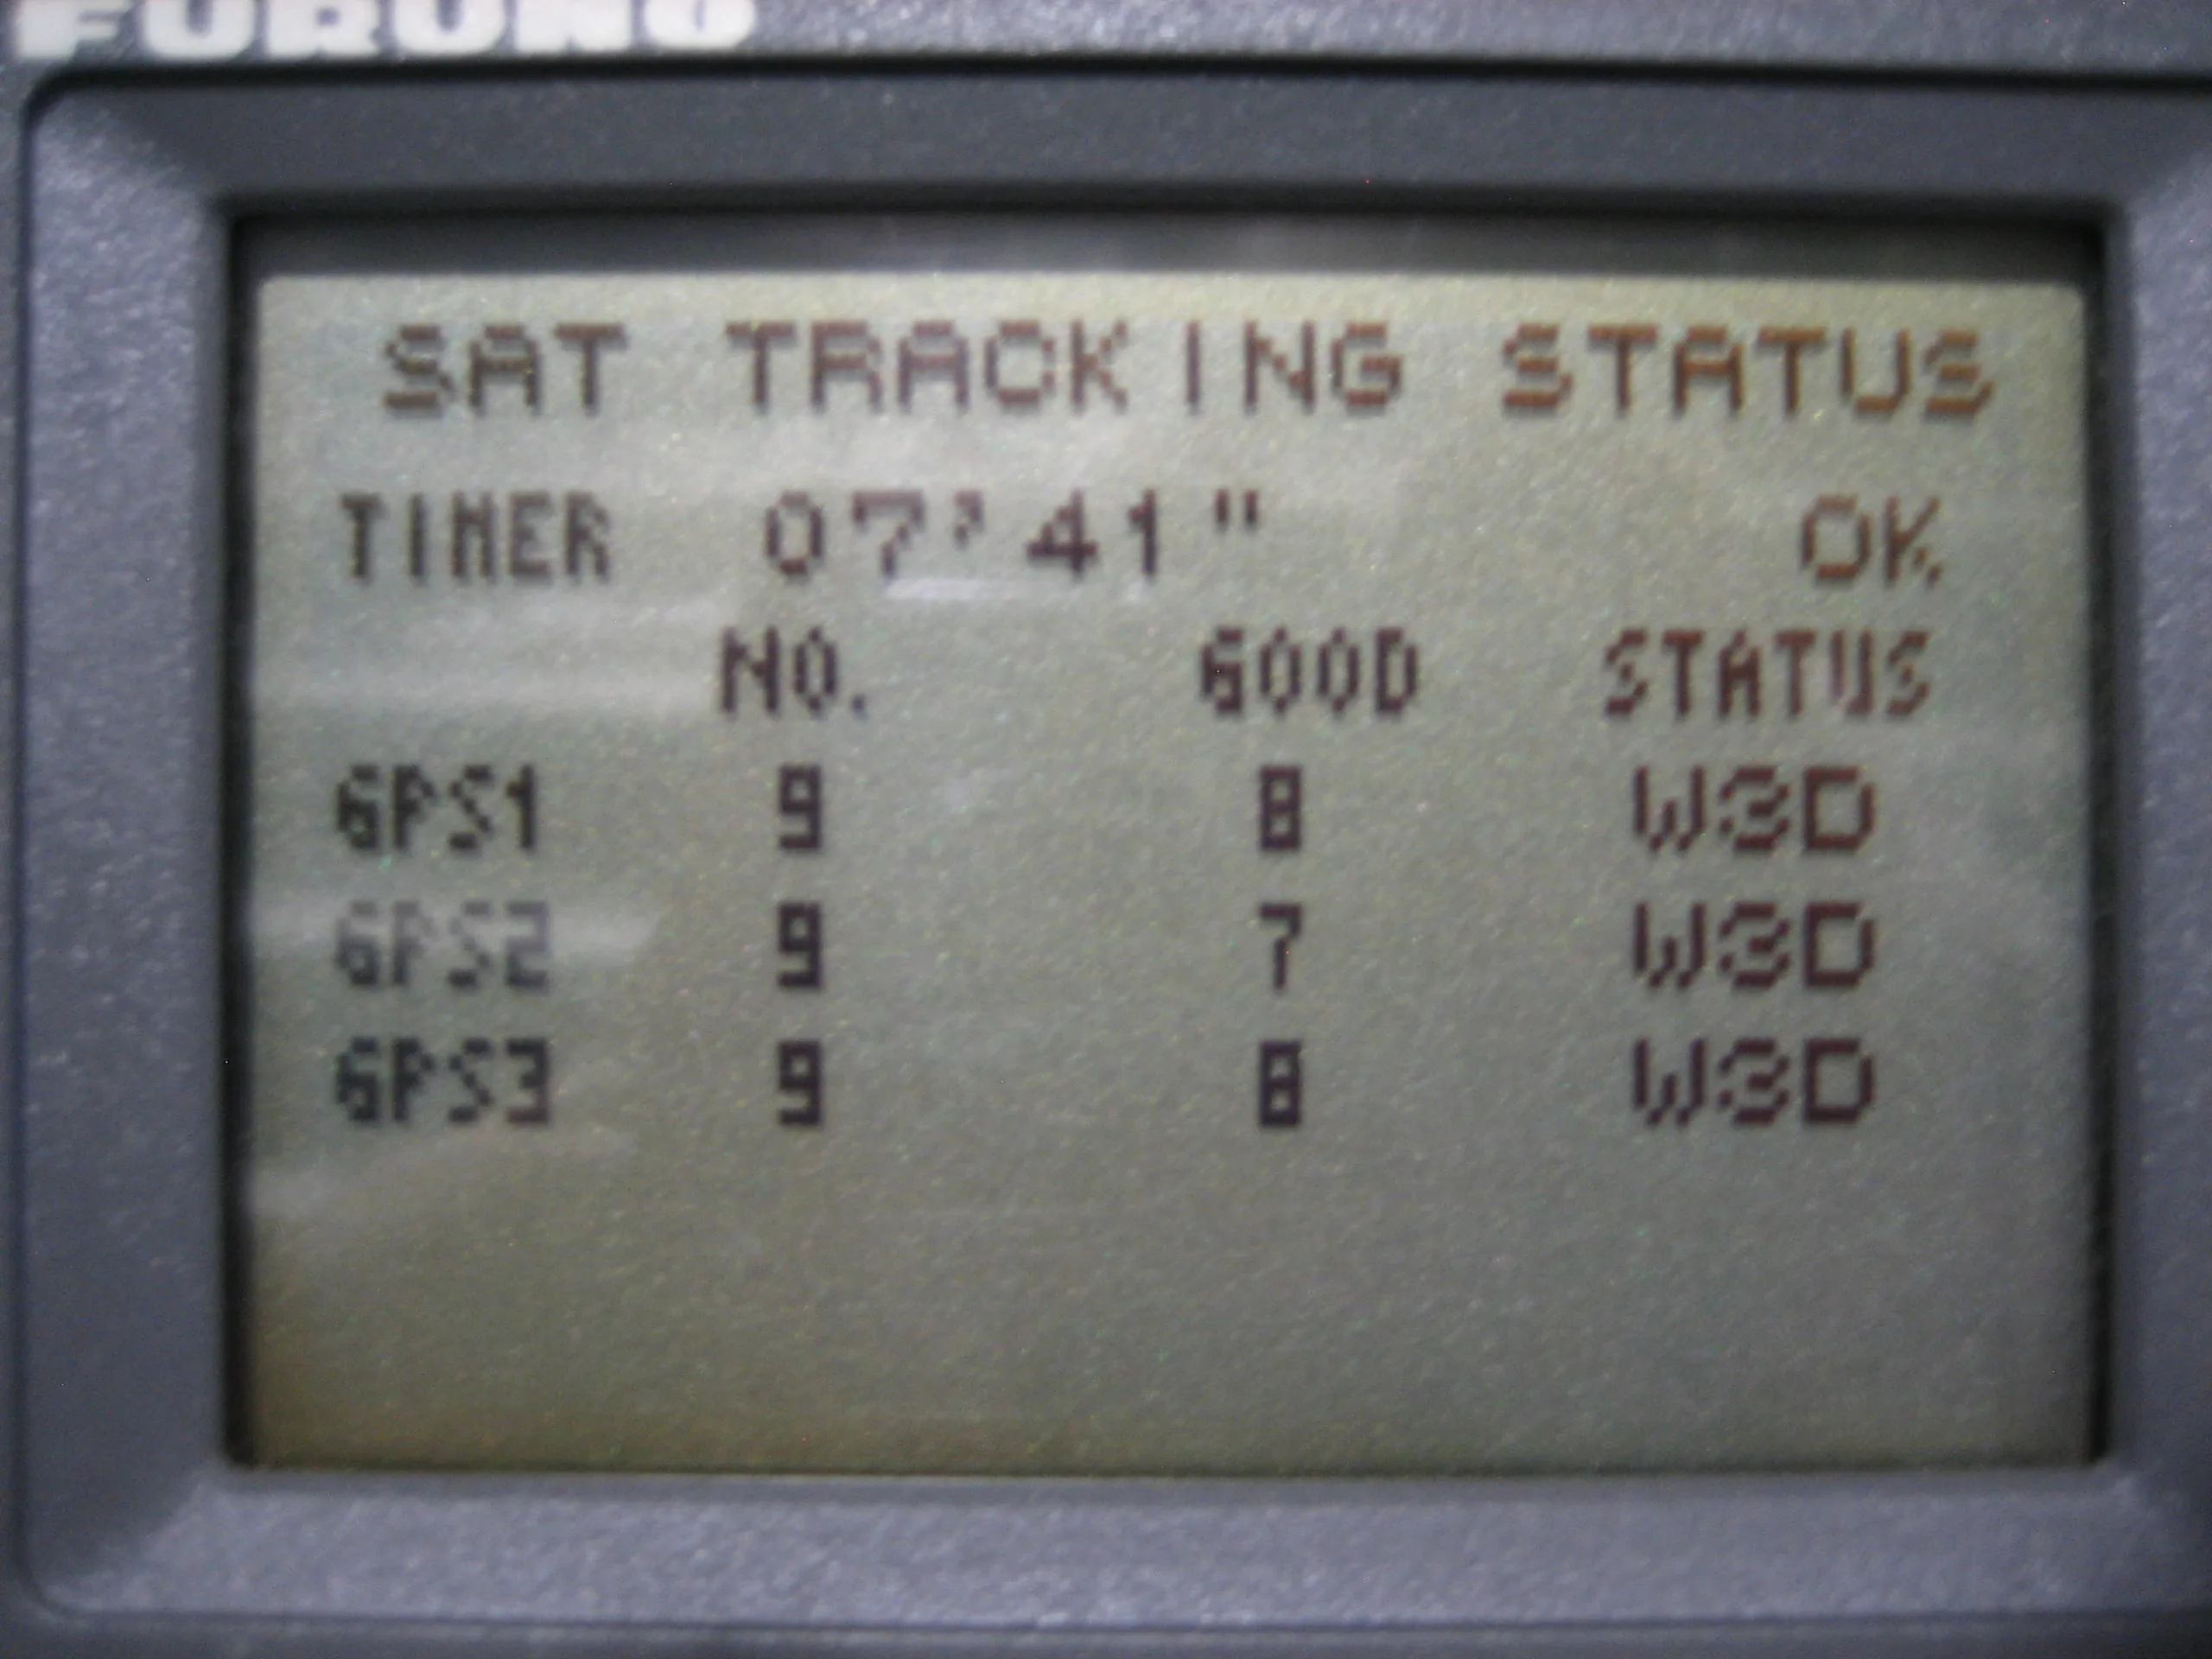 FURUNO
SAT TRACKING STATUS
TIMER 07'41" OK
NO. GOOD STATUS
GPS1 9 8 W3D
GPS2 9 7 W3D
GPS3 9 8 W3D